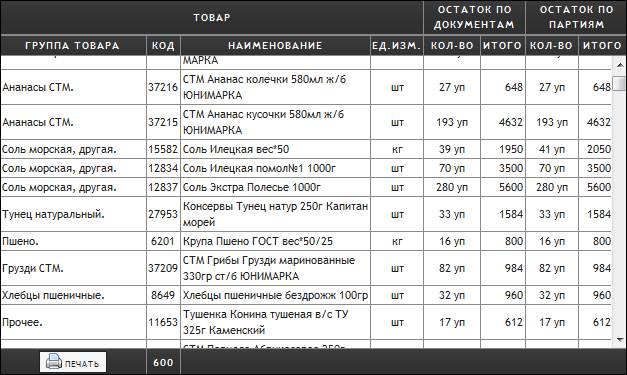 ТОВАР ОСТАТОК ПО ДОКУМЕНТАМ ОСТАТОК ПО ПАРТИЯМ
ГРУППА ТОВАРА КОД НАИМЕНОВАНИЕ ЕД.ИЗМ. КОЛ-ВО ИТОГО КОЛ-ВО ИТОГО
МАРКА
Ананасы СТМ. 37216 СТМ Ананас колечки 580мл ж/б ЮНИМАРКА шт 27 уп 648 27 уп 648
Ананасы СТМ. 37215 СТМ Ананас кусочки 580мл ж/б ЮНИМАРКА шт 193 уп 4632 193 уп 4632
Соль морская, другая. 15582 Соль Илецкая вес*50 кг 39 уп 1950 41 уп 2050
Соль морская, другая. 12834 Соль Илецкая помол№1 1000г шт 70 уп 3500 70 уп 3500
Соль морская, другая. 12837 Соль Экстра Полесье 1000г шт 280 уп 5600 280 уп 5600
Тунец натуральный. 27953 Консервы Тунец натур 250г Капитан морей шт 33 уп 1584 33 уп 1584
Пшено. 6201 Крупа Пшено ГОСТ вес*50/25 кг 16 уп 800 16 уп 800
Грузди СТМ. 37209 СТМ Грибы Грузди маринованные 330гр ст/б ЮНИМАРКА шт 82 уп 984 82 уп 984
Хлебцы пшеничные. 8649 Хлебцы пшеничные бездрожж 100гр шт 32 уп 960 32 уп 960
Прочее. 11653 Тушенка Конина тушеная в/с ТУ 325г Каменский шт 17 уп 612 17 уп 612
ПЕЧАТЬ 600